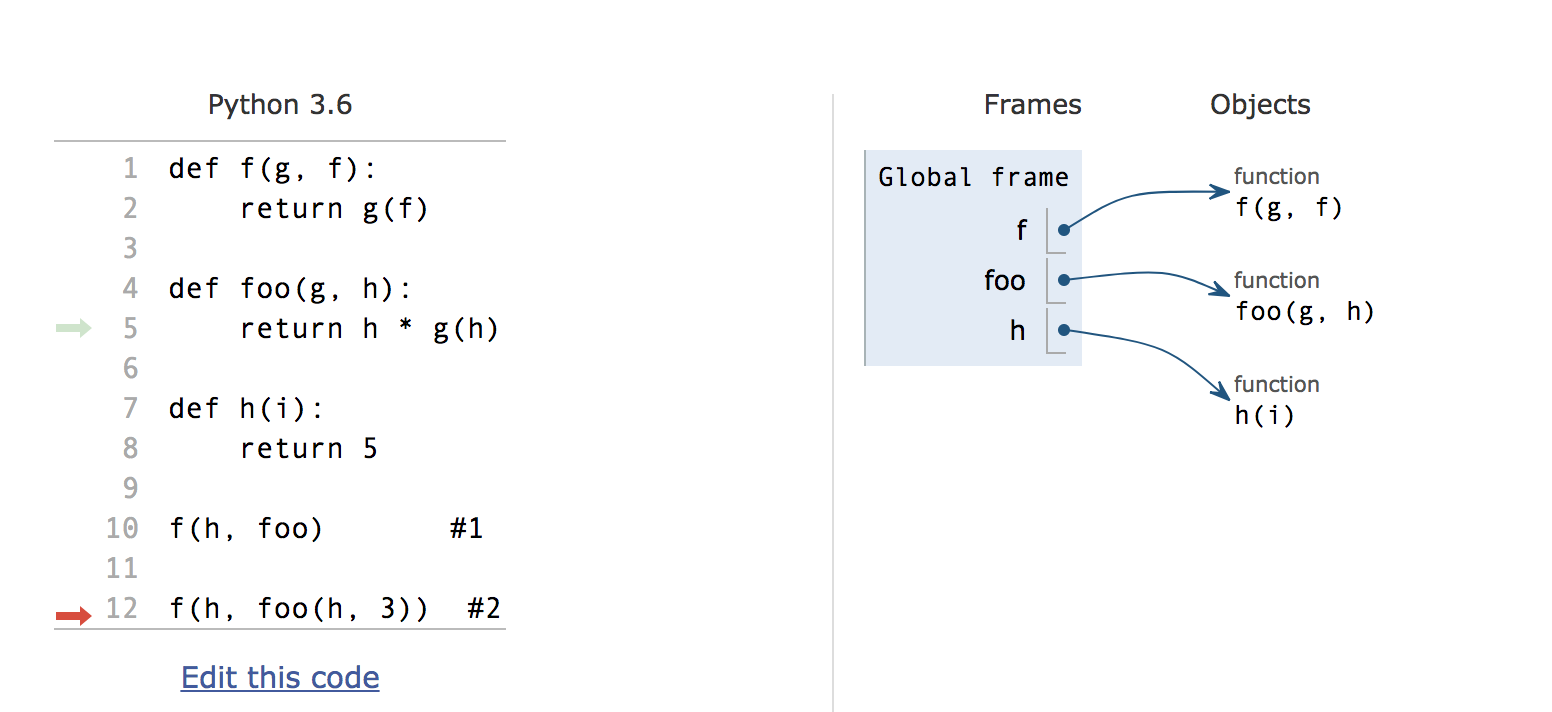 Python 3.6
1 def f(g, f):
2     return g(f)
3
4 def foo(g, h):
5     return h * g(h)
6
7 def h(i):
8     return 5
9
10 f(h, foo)       #1
11
12 f(h, foo(h, 3))  #2
Edit this code
Frames Objects
Global frame
f
foo
h
function
f(g, f)
function
foo(g, h)
function
h(i)